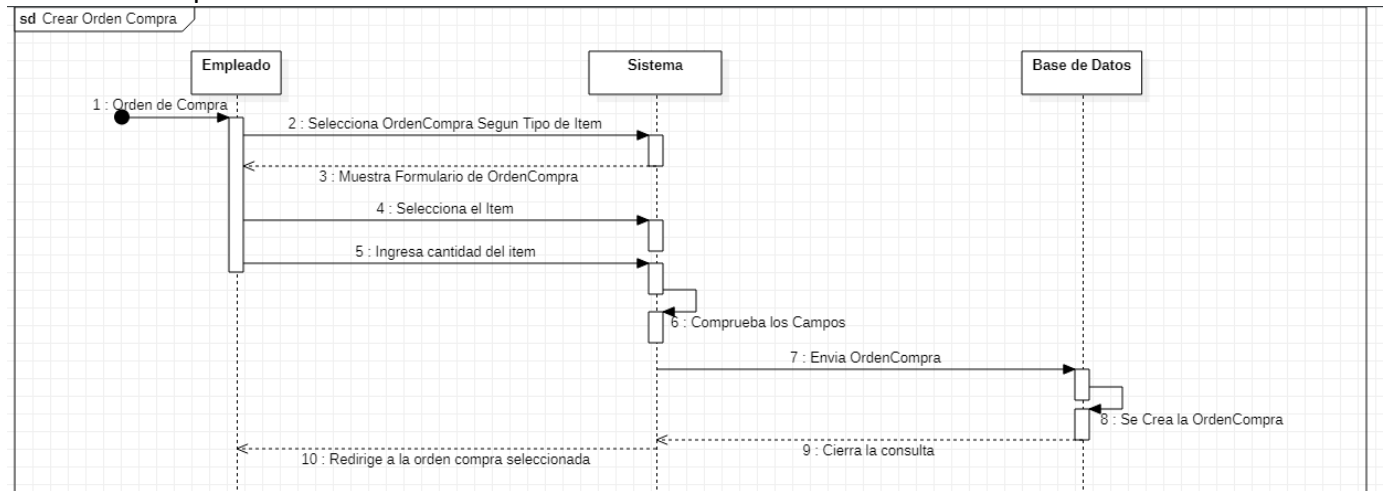 sd Crear Orden Compra
Empleado
Sistema
Base de Datos
1 : Orden de Compra
2 : Selecciona OrdenCompra Segun Tipo de Item
3 : Muestra Formulario de OrdenCompra
4 : Selecciona el Item
5 : Ingresa cantidad del item
6 : Comprueba los Campos
7 : Envia OrdenCompra
8 : Se Crea la OrdenCompra
9 : Cierra la consulta
10 : Redirige a la orden compra seleccionada